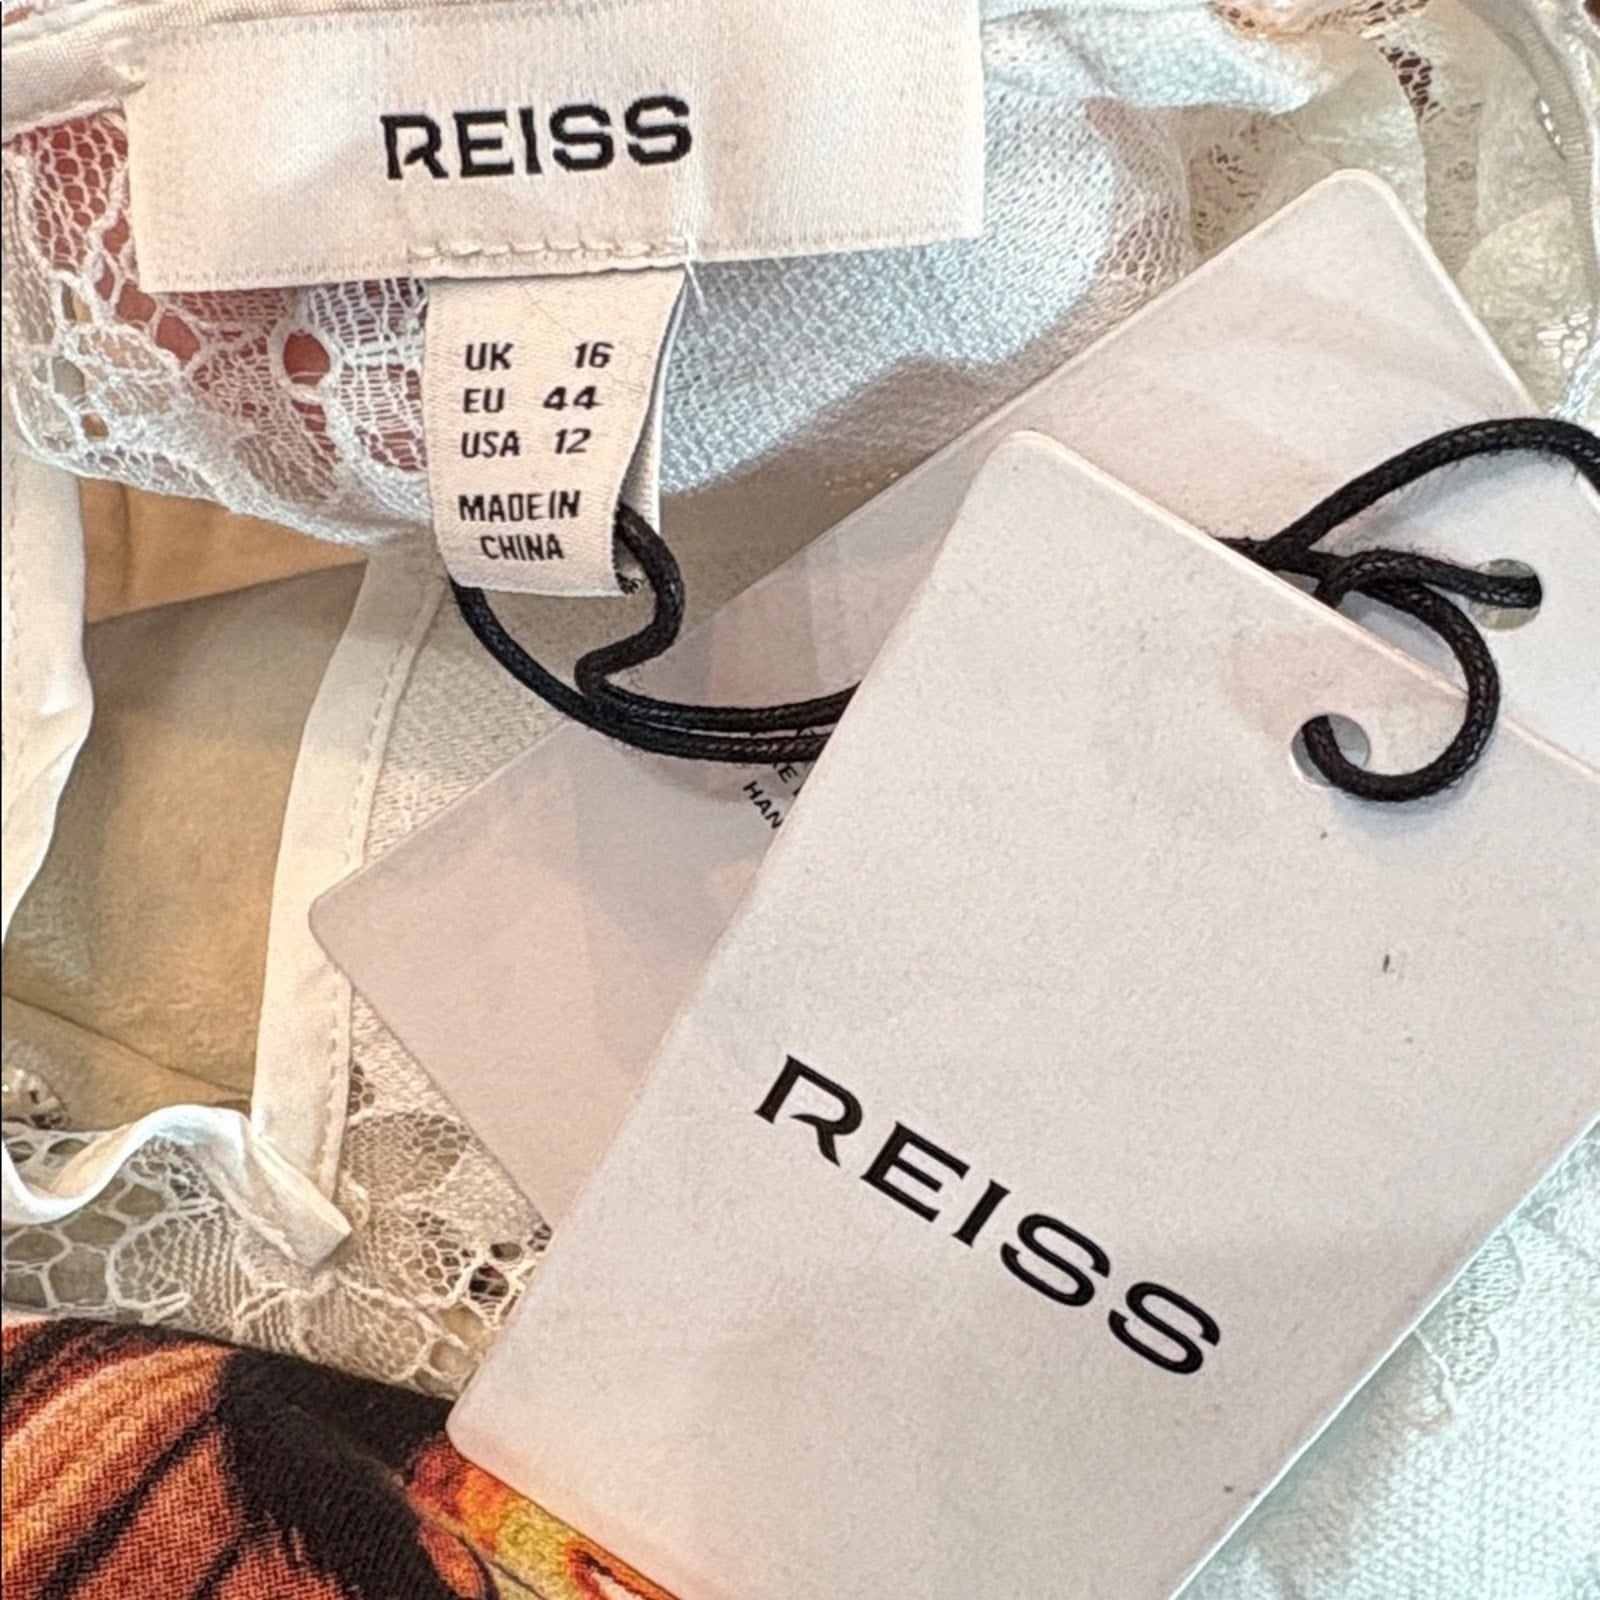 REISS
UK 16
EU 44
USA 12
MADE IN
CHINA
REISS